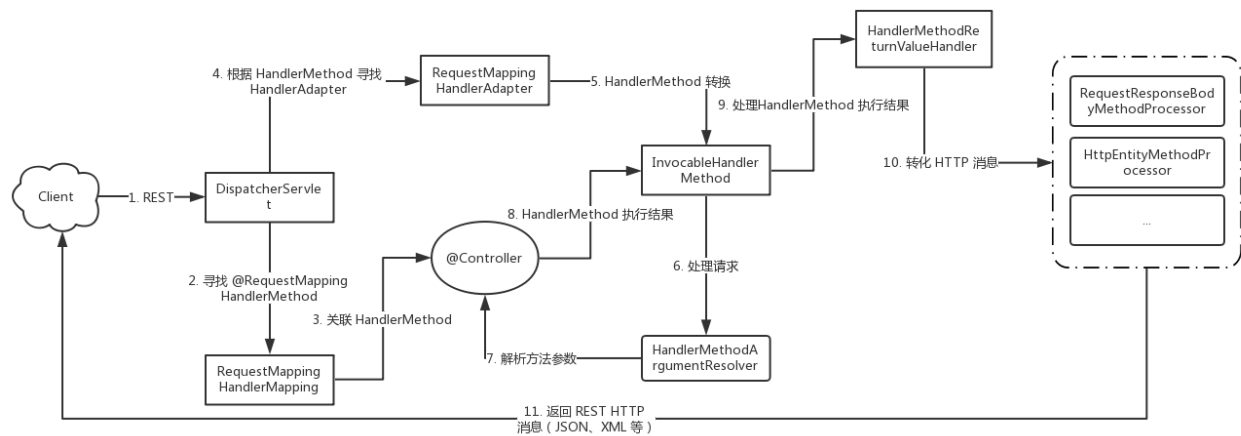 HandlerMethodRe
turnValueHandler
4. 根据 HandlerMethod 寻找
HandlerAdapter
RequestMapping
HandlerAdapter
5. HandlerMethod 转换
9. 处理HandlerMethod 执行结果
RequestResponseBod
yMethodProcessor
HttpEntityMethodPr
ocessor
...
10. 转化 HTTP 消息
InvocableHandler
Method
Client
1. REST
DispatcherServle
t
8. HandlerMethod 执行结果
@Controller
6. 处理请求
2. 寻找 @RequestMapping
HandlerMethod
3. 关联 HandlerMethod
7. 解析方法参数
HandlerMethodA
rgumentResolver
RequestMapping
HandlerMapping
11. 返回 REST HTTP
消息（JSON、XML 等）